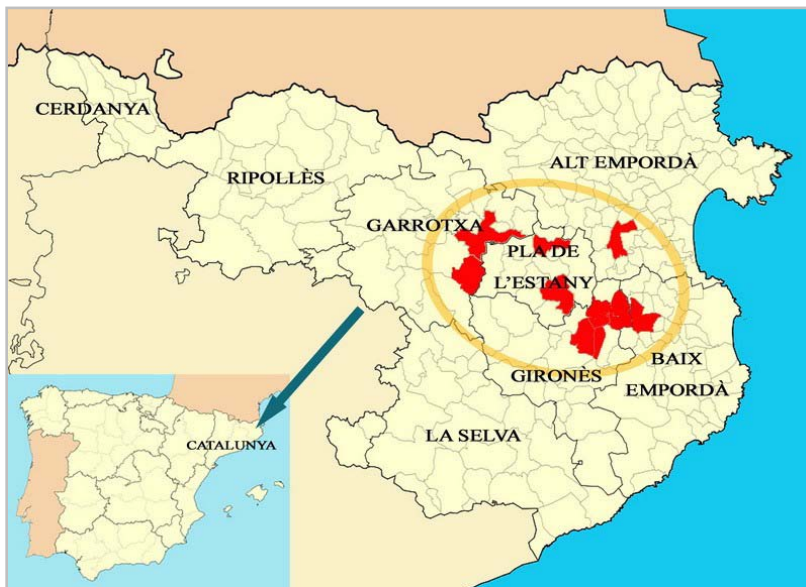 CERDANYA
RIPOLLÈS
ALT EMPORDÀ
GARROTXA
PLA DE
L'ESTANY
BAIX
EMPORDÀ
GIRONÈS
LA SELVA
CATALUNYA